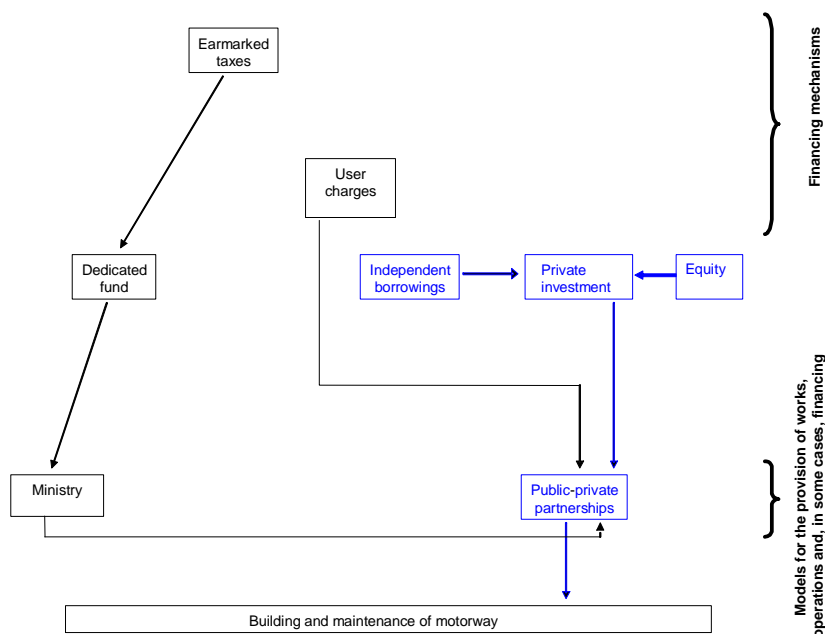 Earmarked
taxes
Financing mechanisms
User
charges
Dedicated
fund
Independent
borrowings
Private
investment
Equity
Models for the provision of works,
operations and, in some cases, financing
Ministry
Public-private
partnerships
Building and maintenance of motorway